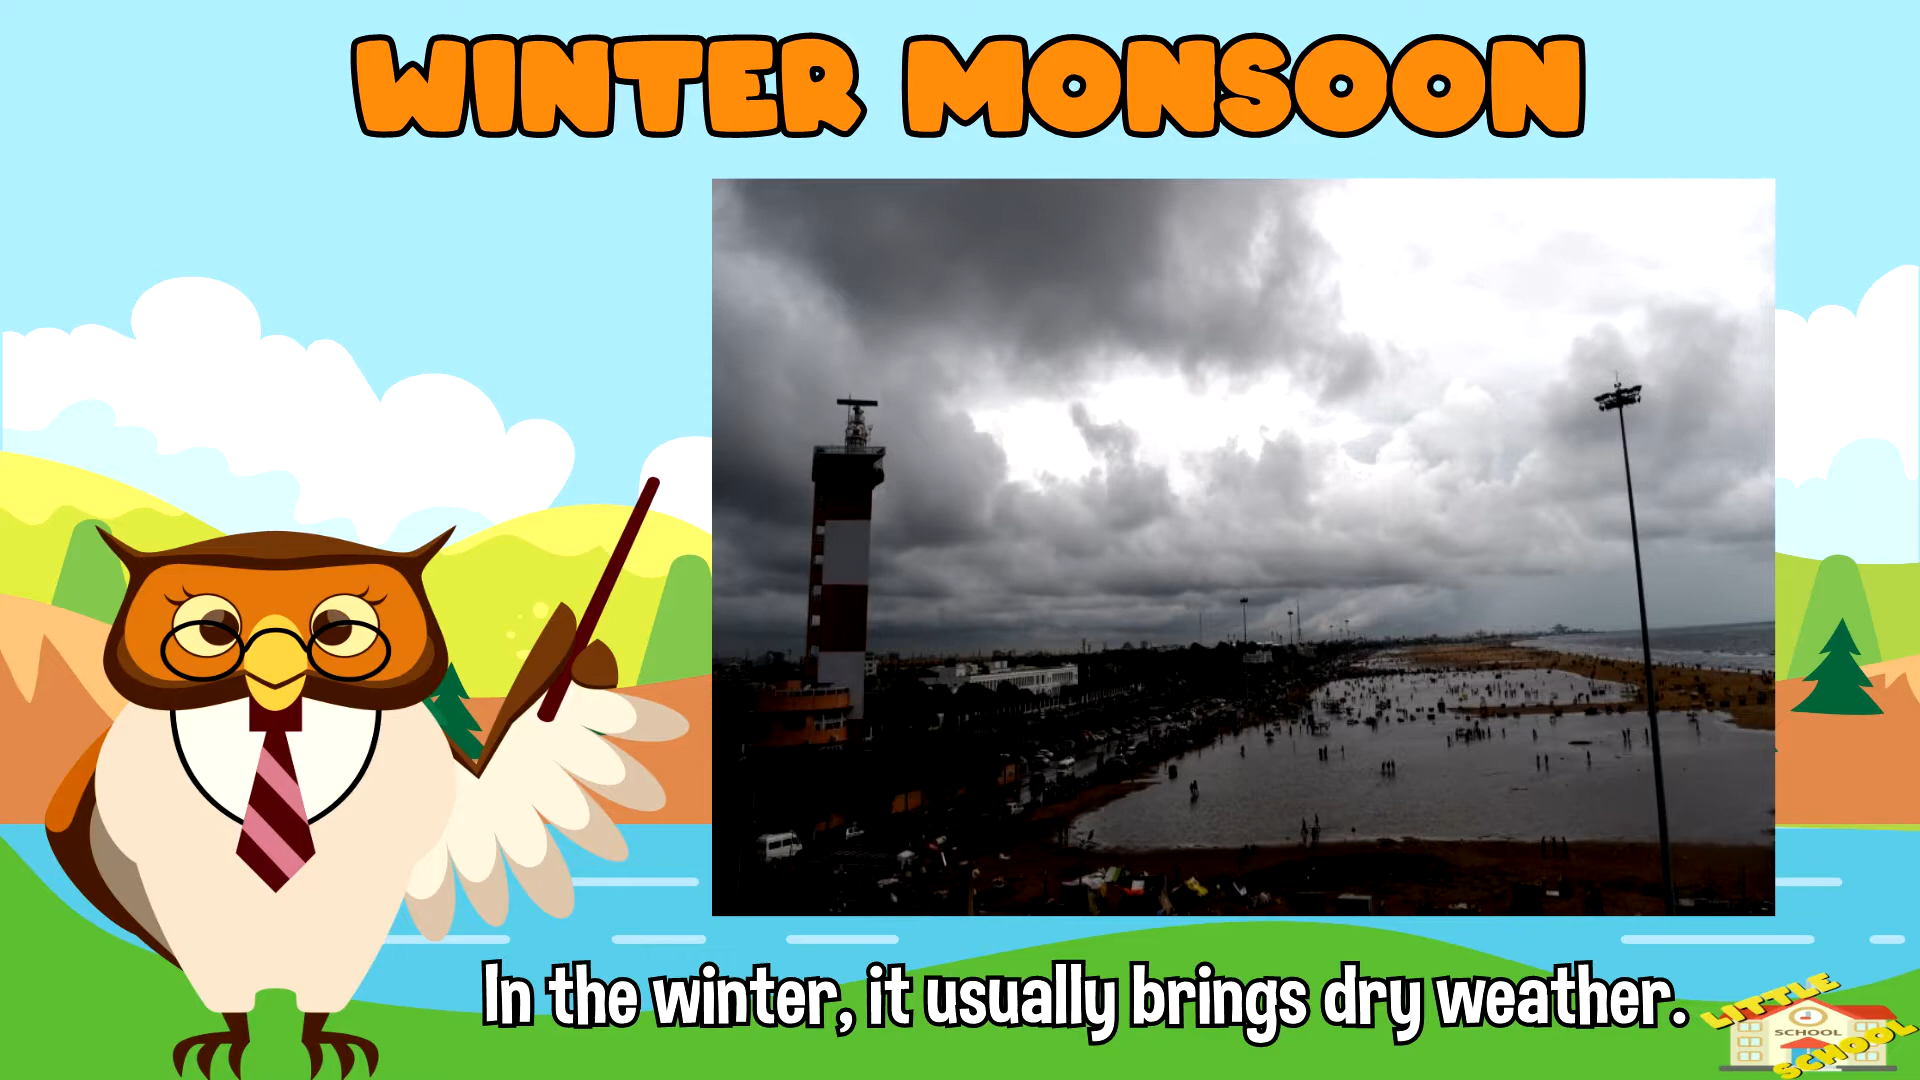 WINTER MONSOON
In the winter, it usually brings dry weather.
LITTLE
SCHOOL
SCHOOL